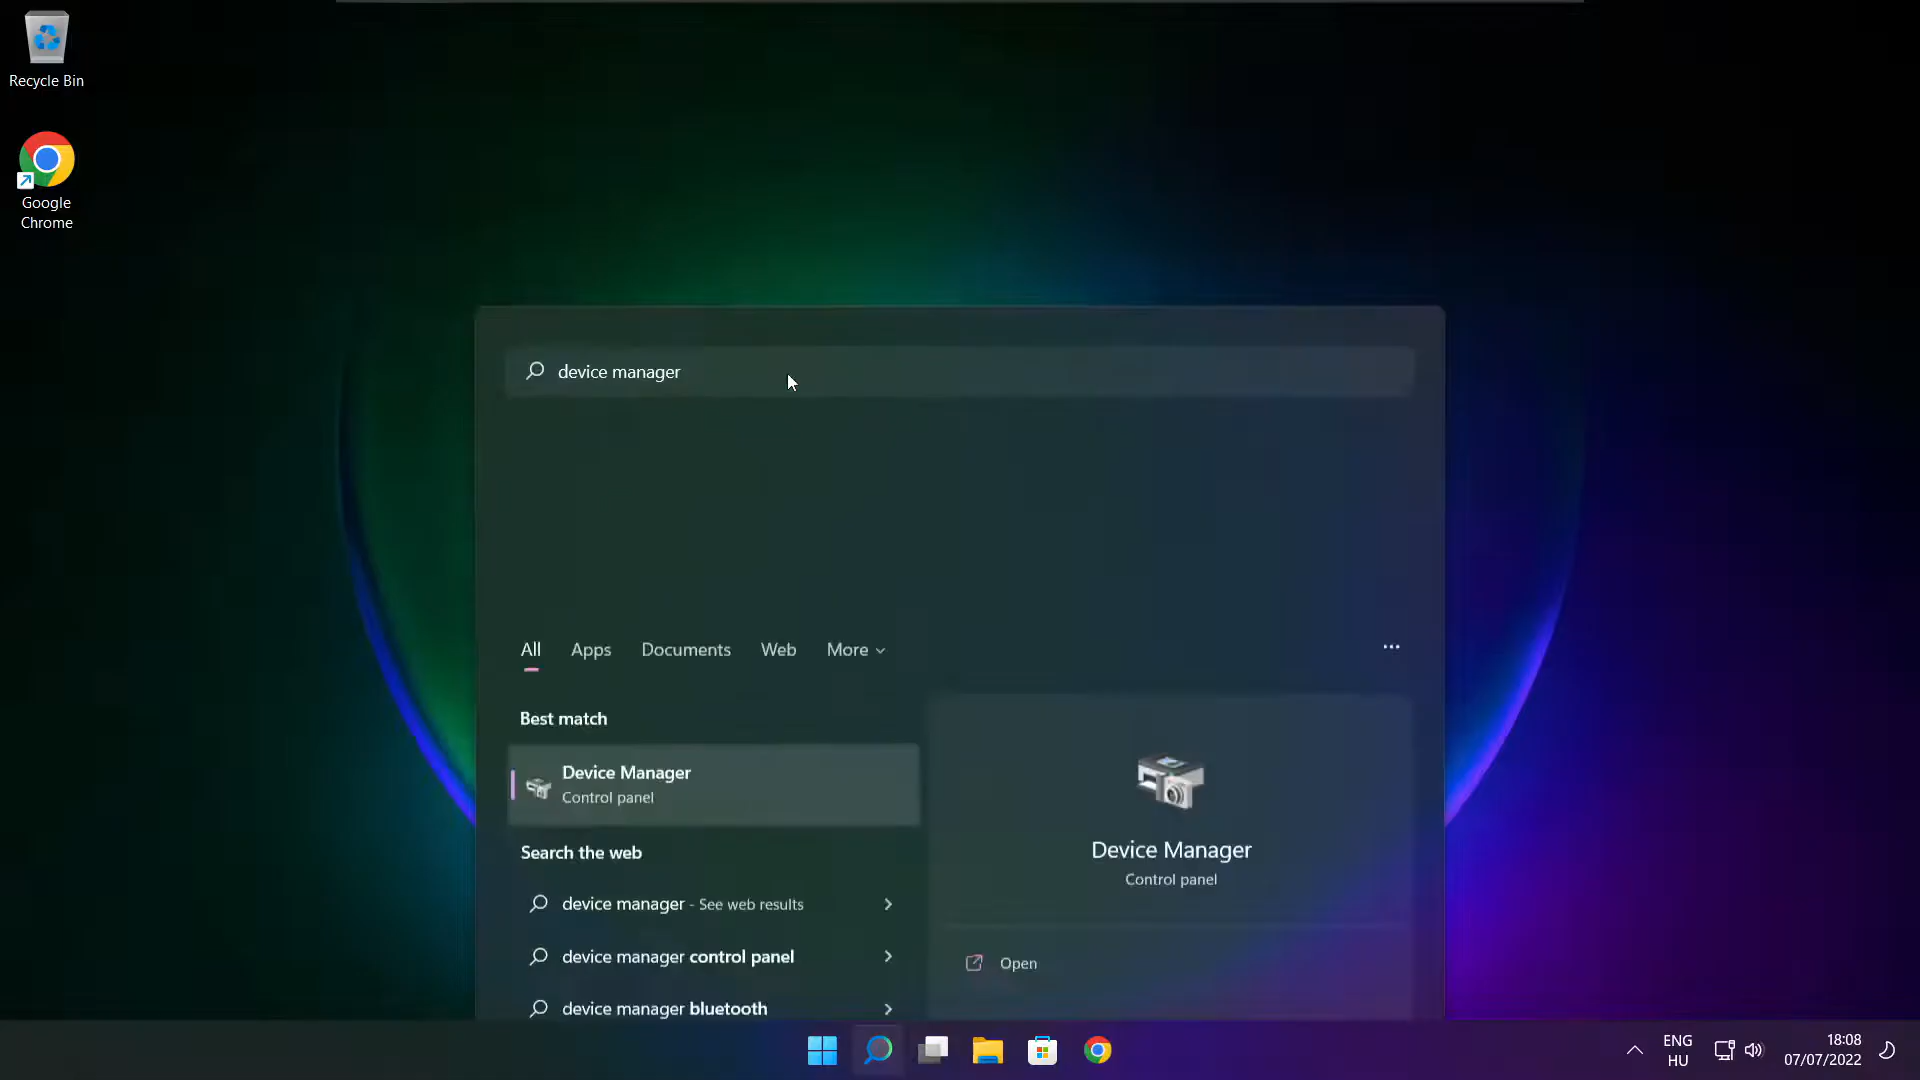 Recycle Bin
Google
Chrome
device manager
All Apps Documents Web More
Best match
Device Manager
Control panel
Search the web
device manager - See web results
device manager control panel
device manager bluetooth
Device Manager
Control panel
Open
ENG
HU
18:08
07/07/2022